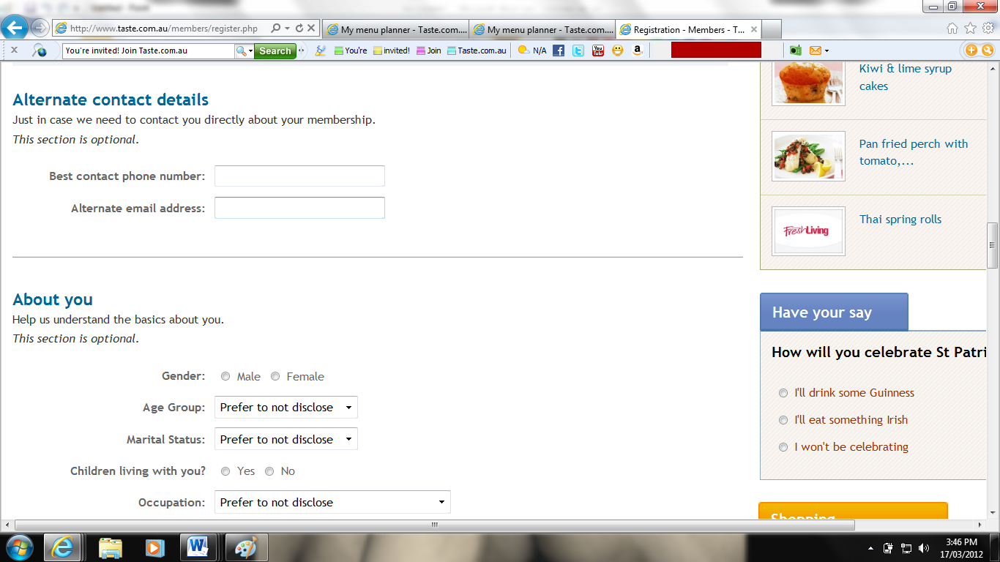 http://www.taste.com.au/members/register.php
My menu planner - Taste.com....
My menu planner - Taste.com....
Registration - Members - T...
You're invited! Join Taste.com.au
Search
You're
invited!
Join
Taste.com.au
N/A
Alternate contact details
Just in case we need to contact you directly about your membership.
This section is optional.
Best contact phone number:
Alternate email address:
About you
Help us understand the basics about you.
This section is optional.
Gender: Male Female
Age Group: Prefer to not disclose
Marital Status: Prefer to not disclose
Children living with you? Yes No
Occupation: Prefer to not disclose
Kiwi & lime syrup
cakes
Pan fried perch with
tomato,...
FreshLiving
Thai spring rolls
Have your say
How will you celebrate St Patri
I'll drink some Guinness
I'll eat something Irish
I won't be celebrating
Shopping
3:46 PM
17/03/2012